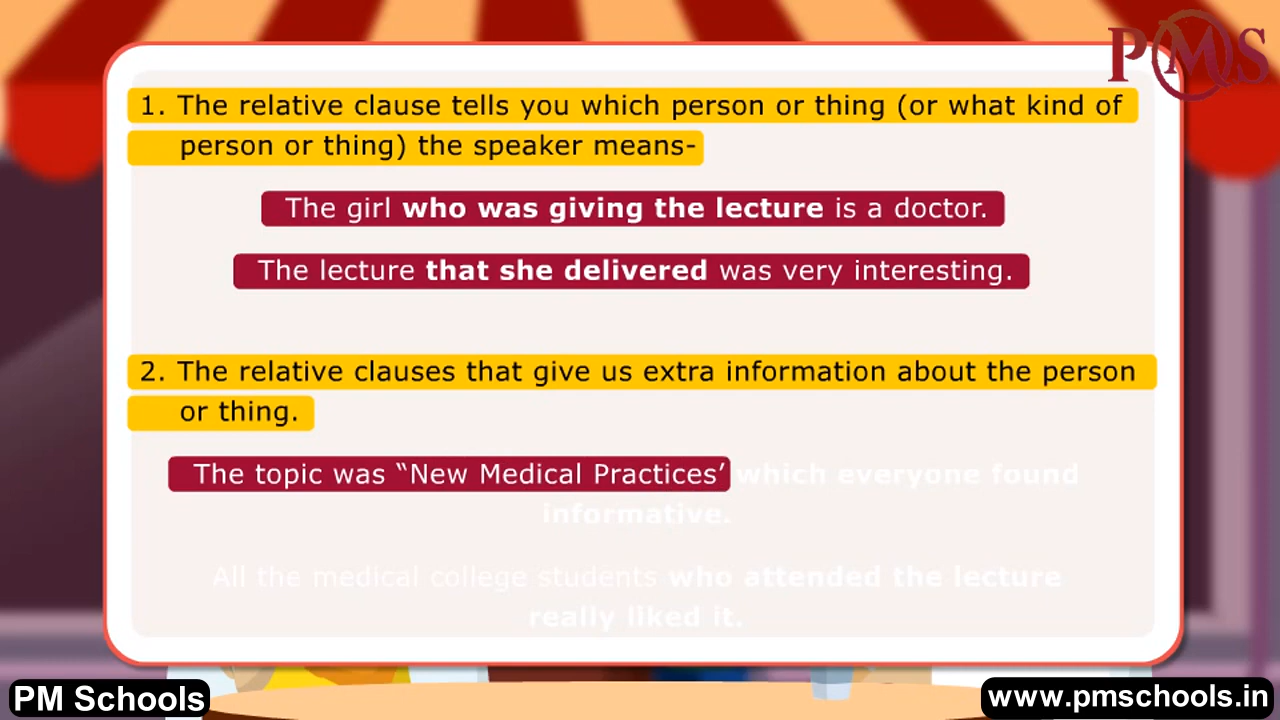 PMS
1. The relative clause tells you which person or thing (or what kind of
person or thing) the speaker means-
The girl who was giving the lecture is a doctor.
The lecture that she delivered was very interesting.
2. The relative clauses that give us extra information about the person
or thing.
The topic was “New Medical Practices’ which everyone found
informative.
All the medical college students who attended the lecture
really liked it.
PM Schools
www.pmschools.in